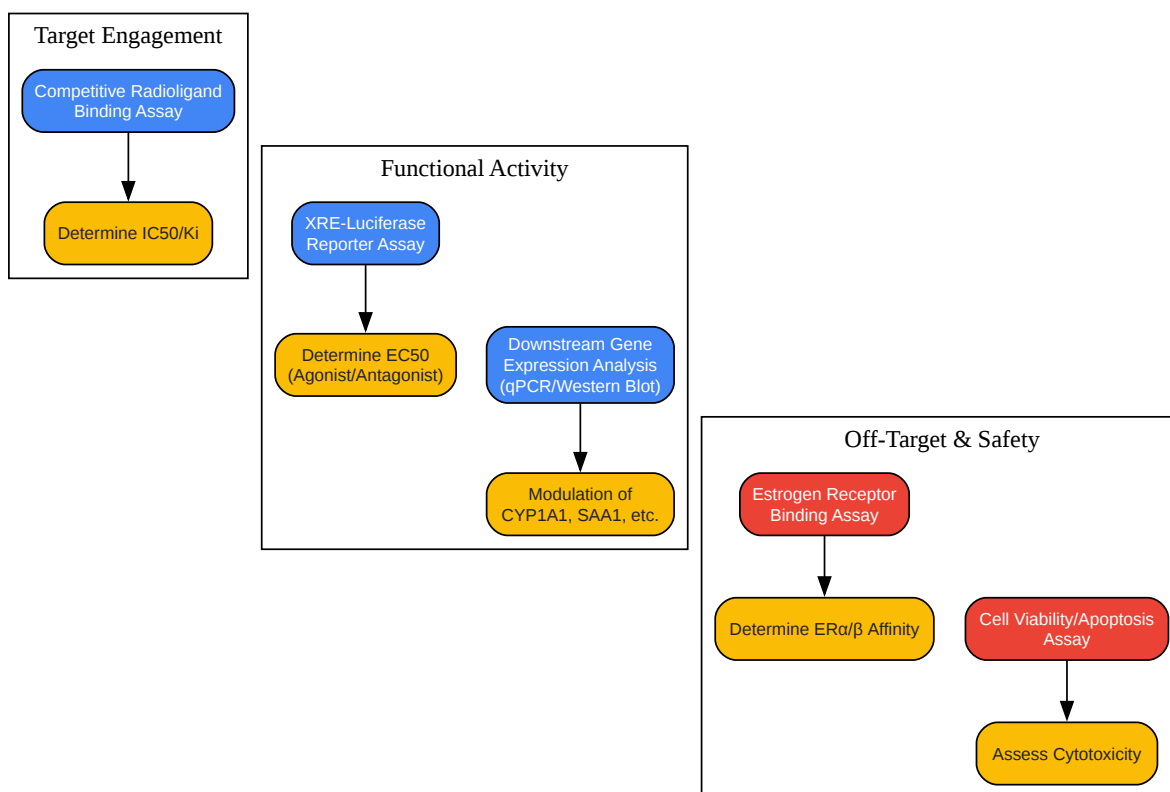 Target Engagement
Competitive Radioligand
Binding Assay
Determine IC50/Ki
Functional Activity
XRE-Luciferase
Reporter Assay
Determine EC50
(Agonist/Antagonist)
Downstream Gene
Expression Analysis
(qPCR/Western Blot)
Modulation of
CYP1A1, SAA1, etc.
Off-Target & Safety
Estrogen Receptor
Binding Assay
Determine ERα/β Affinity
Cell Viability/Apoptosis
Assay
Assess Cytotoxicity